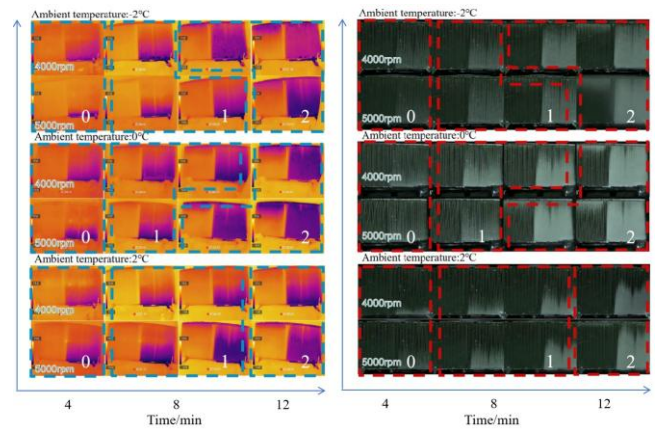 Ambient temperature:-2℃
4000rpm
5000rpm
0
1
2
Ambient temperature:0℃
4000rpm
5000rpm
0
1
2
Ambient temperature:2℃
4000rpm
5000rpm
0
1
2
4
8
12
Time/min
Ambient temperature:-2℃
4000rpm
5000rpm
0
1
2
Ambient temperature:0℃
4000rpm
5000rpm
0
1
2
Ambient temperature:2℃
4000rpm
5000rpm
0
1
2
4
8
12
Time/min